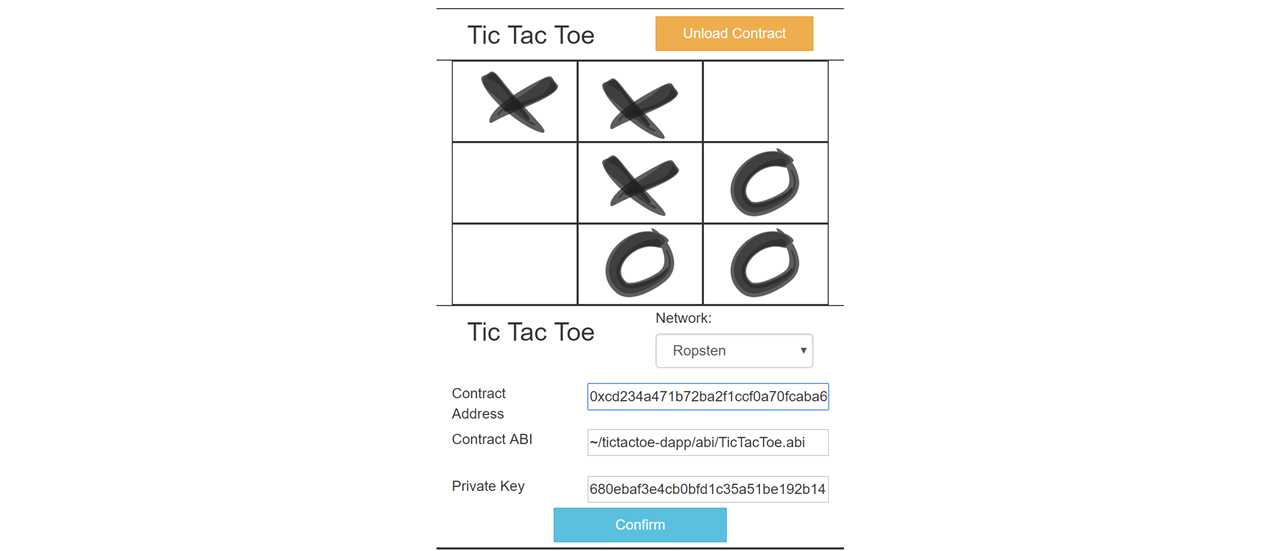 Tic Tac Toe
Unload Contract
X X
X O
O O
Tic Tac Toe
Network:
Ropsten
Contract
Address
0xcd234a471b72ba2f1ccf0a70fcaba6
Contract ABI
~/tictactoe-dapp/abi/TicTacToe.abi
Private Key
680ebaf3e4cb0bfd1c35a51be192b14
Confirm